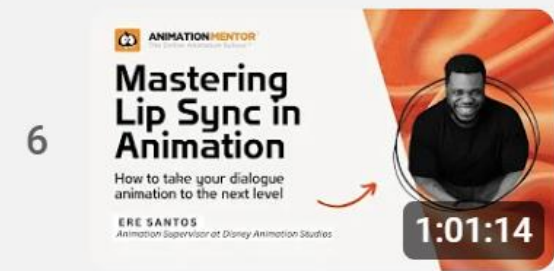 6
ANIMATIONMENTOR
The Online Animation School
Mastering
Lip Sync in
Animation
How to take your dialogue
animation to the next level
ERE SANTOS
Animation Supervisor at Disney Animation Studios
1:01:14